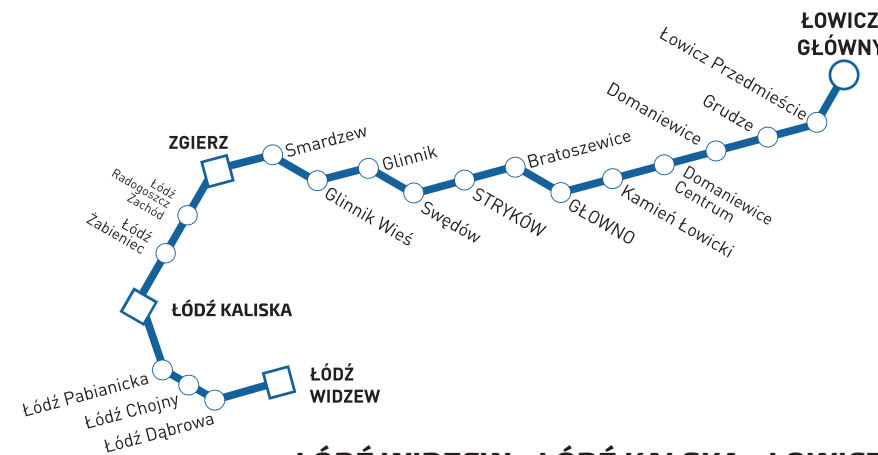 ŁOWICZ
GŁÓWNY
Łowicz Przedmieście
Grudze
Domaniewice
Domaniewice
Centrum
Kamień Łowicki
GŁOWNO
Bratoszewice
STRYKÓW
Swędów
Glinnik
Glinnik Wieś
Smardzew
ZGIERZ
Łódź
Radogoszcz
Zachód
Łódź
Żabieniec
ŁÓDŹ KALISKA
Łódź Pabianicka
Łódź Chojny
Łódź Dąbrowa
ŁÓDŹ
WIDZEW